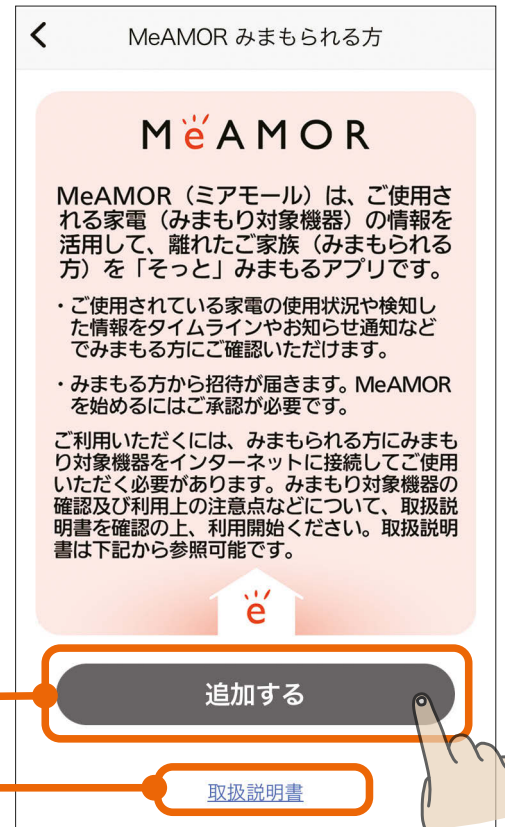 MeAMOR みまもられる方
MëAMOR
MeAMOR（ミアモール）は、ご使用さ
れる家電（みまもり対象機器）の情報を
活用して、離れたご家族（みまもられる
方）を「そっと」みまもるアプリです。
・ご使用されている家電の使用状況や検知し
た情報をタイムラインやお知らせ通知など
でみまもる方にご確認いただけます。
・みまもる方から招待が届きます。MeAMOR
を始めるにはご承認が必要です。
ご利用いただくには、みまもられる方にみまも
り対象機器をインターネットに接続してご使用
いただく必要があります。みまもり対象機器の
確認及び利用上の注意点などについて、取扱説
明書を確認の上、利用開始ください。取扱説明
書は下記から参照可能です。
ë
追加する
取扱説明書